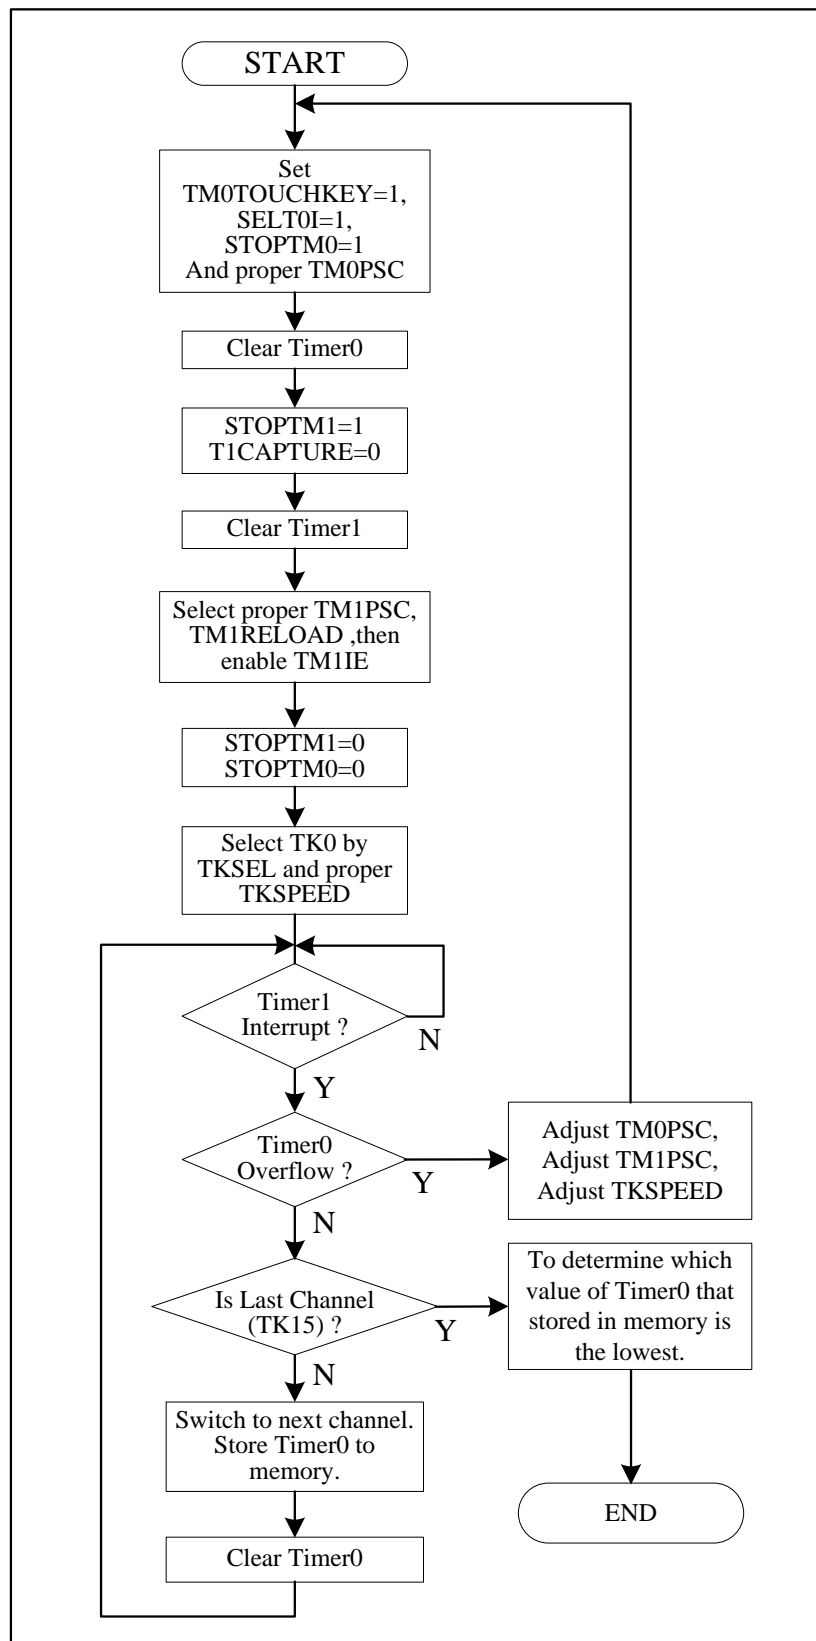 START
Set
TM0TOUCHKEY=1,
SELT0I=1,
STOPTM0=1
And proper TM0PSC
Clear Timer0
STOPTM1=1
T1CAPTURE=0
Clear Timer1
Select proper TM1PSC,
TM1RELOAD ,then
enable TM1IE
STOPTM1=0
STOPTM0=0
Select TK0 by
TKSEL and proper
TKSPEED
Timer1
Interrupt ?
N
Y
Timer0
Overflow ?
Y
N
Adjust TM0PSC,
Adjust TM1PSC,
Adjust TKSPEED
Is Last Channel
(TK15) ?
Y
N
To determine which
value of Timer0 that
stored in memory is
the lowest.
Switch to next channel.
Store Timer0 to
memory.
END
Clear Timer0